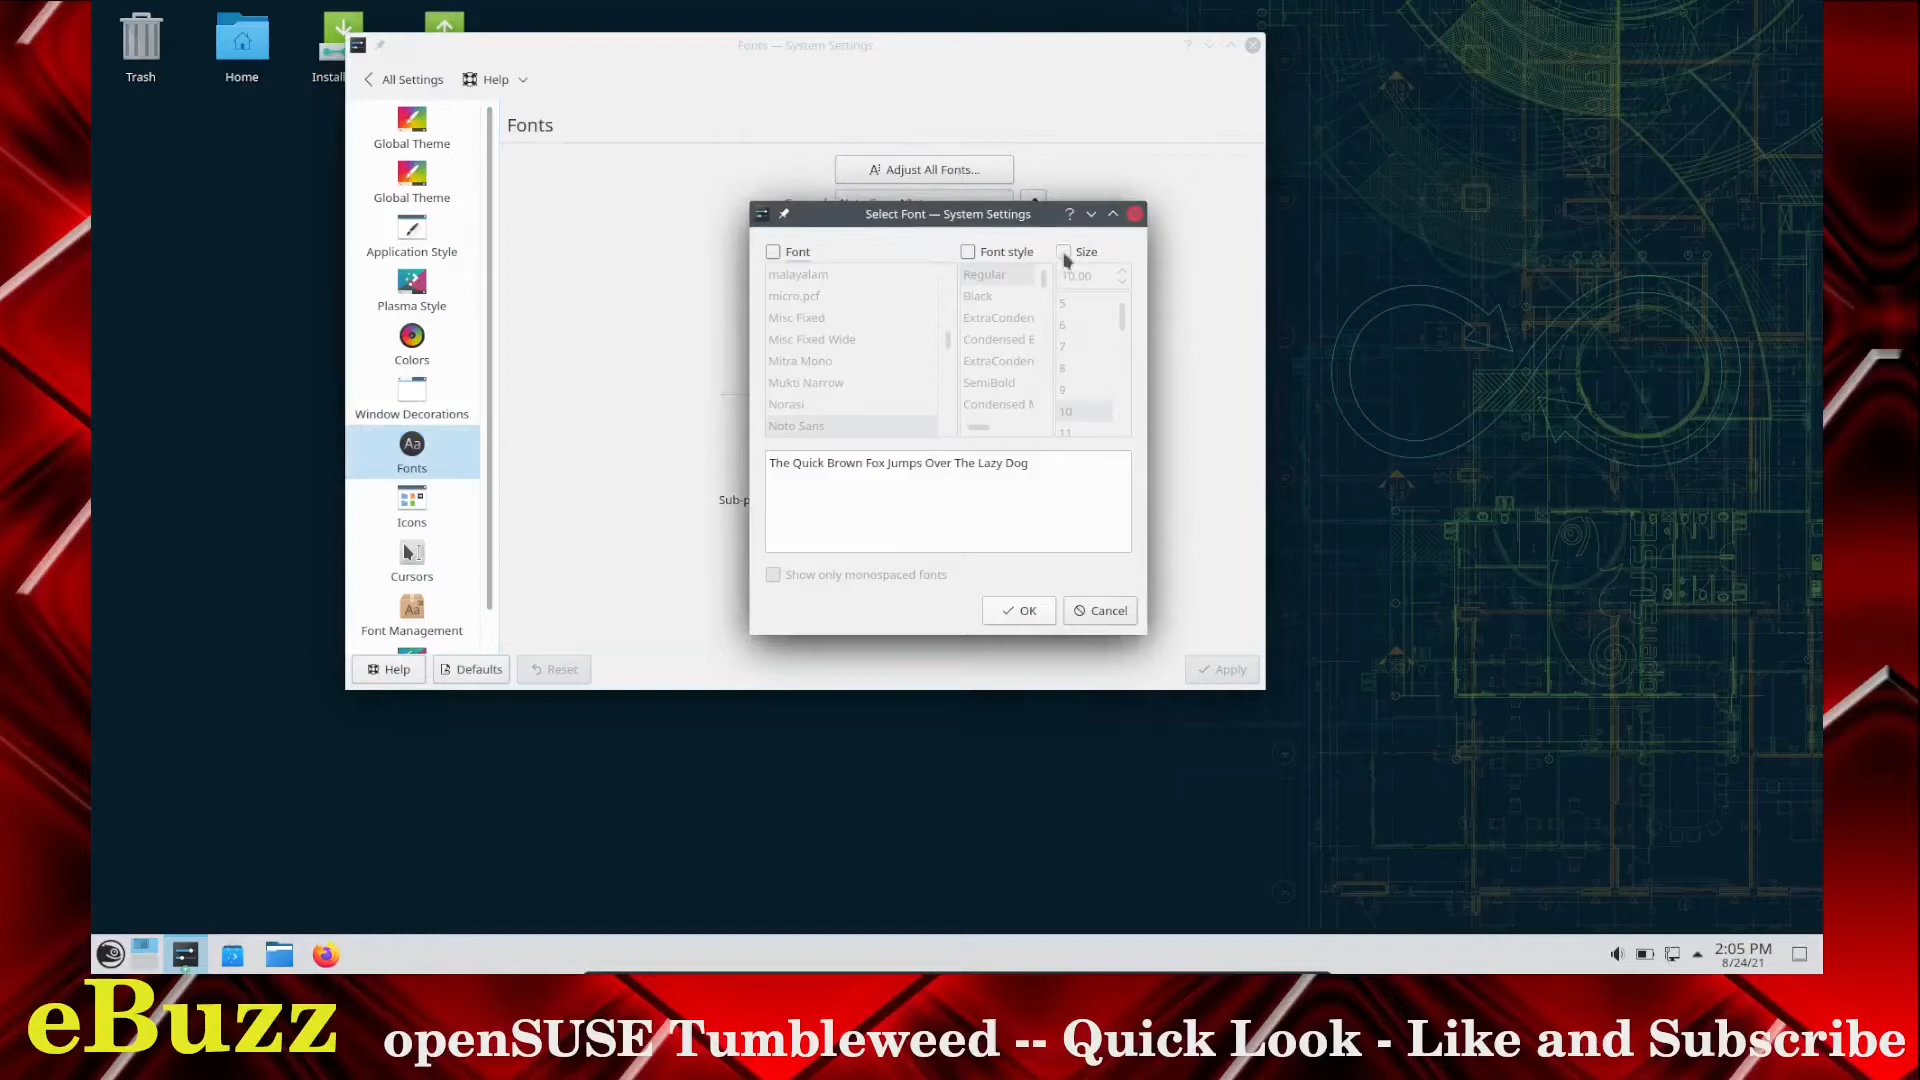 Trash
Home
Install
Fonts — System Settings
All Settings
Help
Global Theme
Global Theme
Application Style
Plasma Style
Colors
Window Decorations
Fonts
Icons
Cursors
Font Management
Fonts
Adjust All Fonts...
Select Font — System Settings
Font
Font style
Size
malayalam
micro.pcf
Misc Fixed
Misc Fixed Wide
Mitra Mono
Mukti Narrow
Norasi
Noto Sans
Regular
Black
ExtraConden
Condensed E
ExtraConden
SemiBold
Condensed M
10.00
5
6
7
8
9
10
11
The Quick Brown Fox Jumps Over The Lazy Dog
Show only monospaced fonts
OK
Cancel
Sub-p
Help
Defaults
Reset
Apply
openSUSE
2:05 PM
8/24/21
eBuzz
openSUSE Tumbleweed -- Quick Look - Like and Subscribe